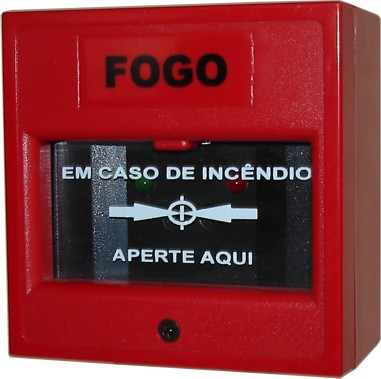 FOGO
EM CASO DE INCÊNDIO
APERTE AQUI